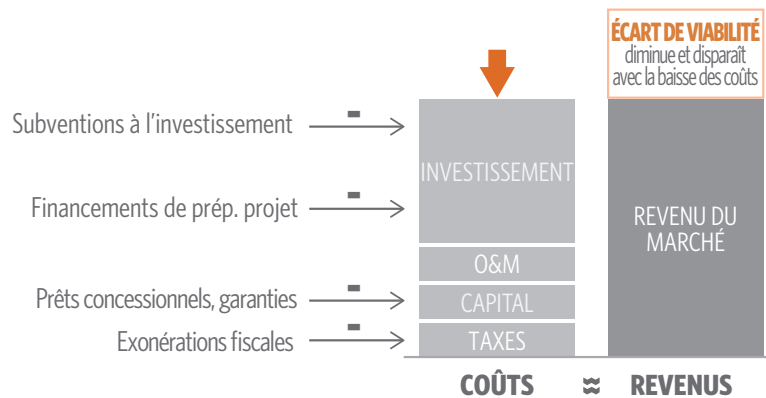 ÉCART DE VIABILITÉ
diminue et disparaît
avec la baisse des coûts
Subventions à l'investissement
-
Financements de prép. projet
-
Prêts concessionnels, garanties
-
Exonérations fiscales
-
INVESTISSEMENT
O&M
CAPITAL
TAXES
REVENU DU
MARCHÉ
COÛTS ≈ REVENUS